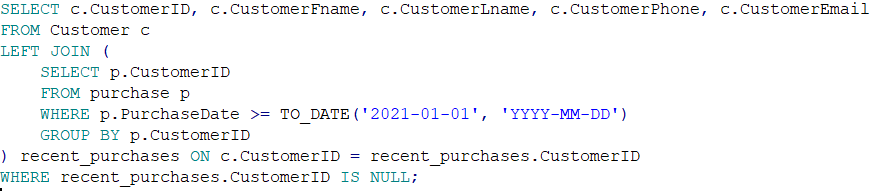 SELECT c.CustomerID, c.CustomerFname, c.CustomerLname, c.CustomerPhone, c.CustomerEmail
FROM Customer c
LEFT JOIN (
    SELECT p.CustomerID
    FROM purchase p
    WHERE p.PurchaseDate >= TO_DATE('2021-01-01', 'YYYY-MM-DD')
    GROUP BY p.CustomerID
) recent_purchases ON c.CustomerID = recent_purchases.CustomerID
WHERE recent_purchases.CustomerID IS NULL;